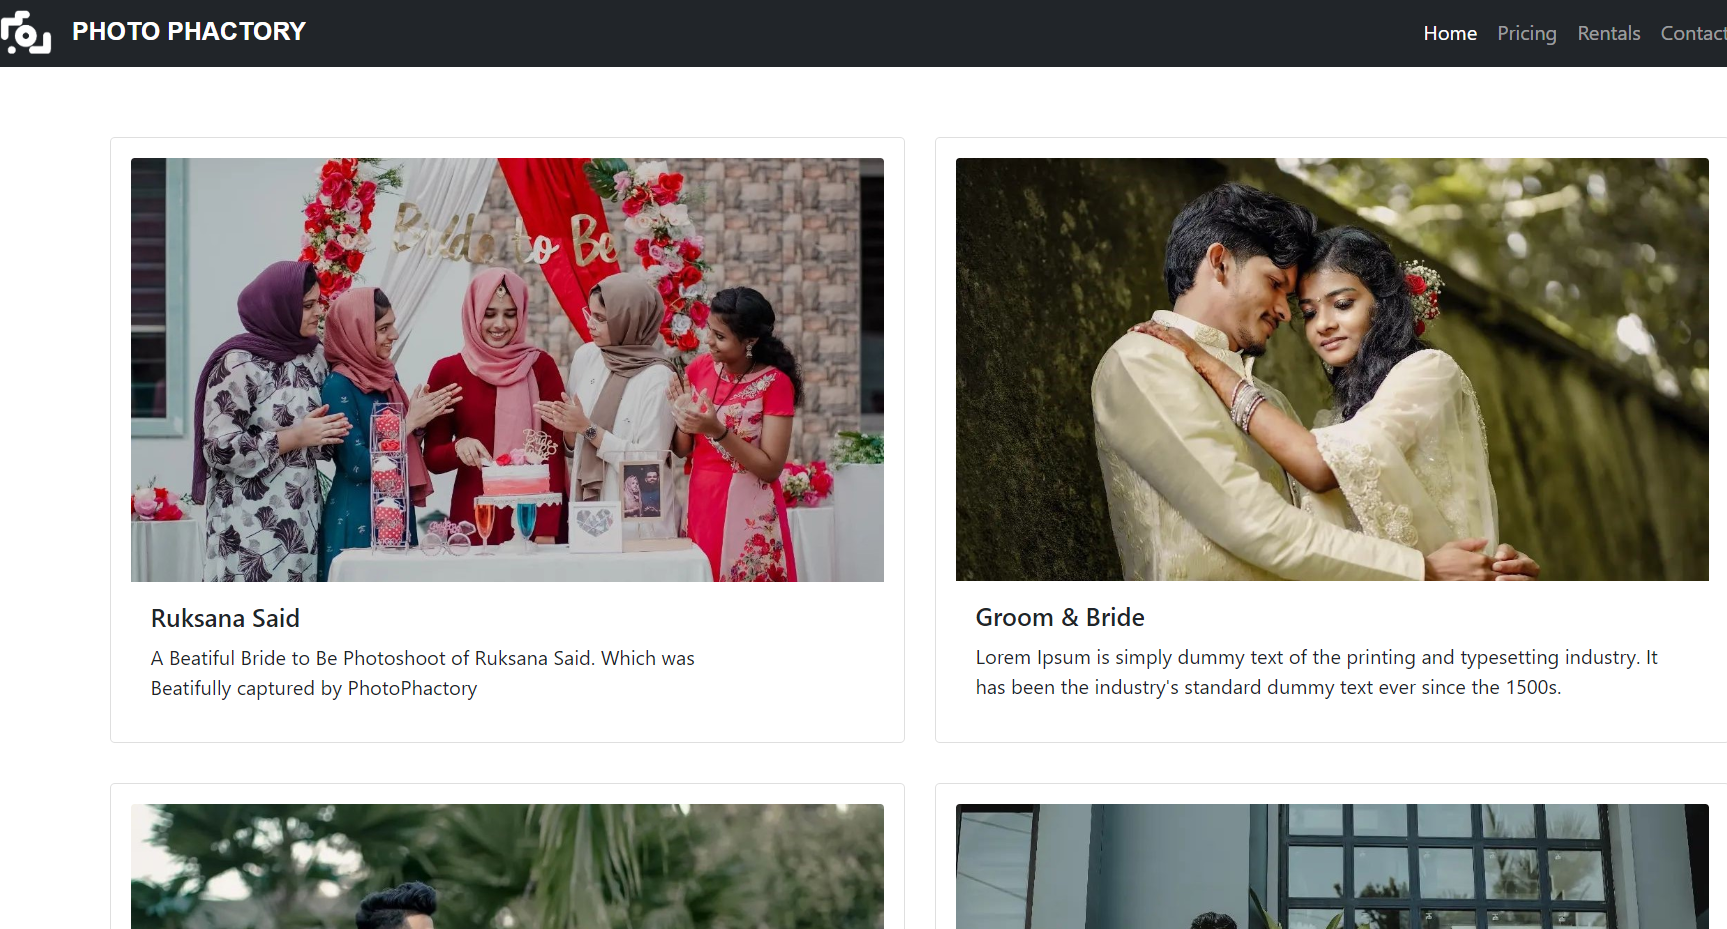 PHOTO PHACTORY
Home Pricing Rentals Contact
Bride to Be
Ruksana Said
A Beatiful Bride to Be Photoshoot of Ruksana Said. Which was
Beatifully captured by PhotoPhactory
Groom & Bride
Lorem Ipsum is simply dummy text of the printing and typesetting industry. It
has been the industry's standard dummy text ever since the 1500s.